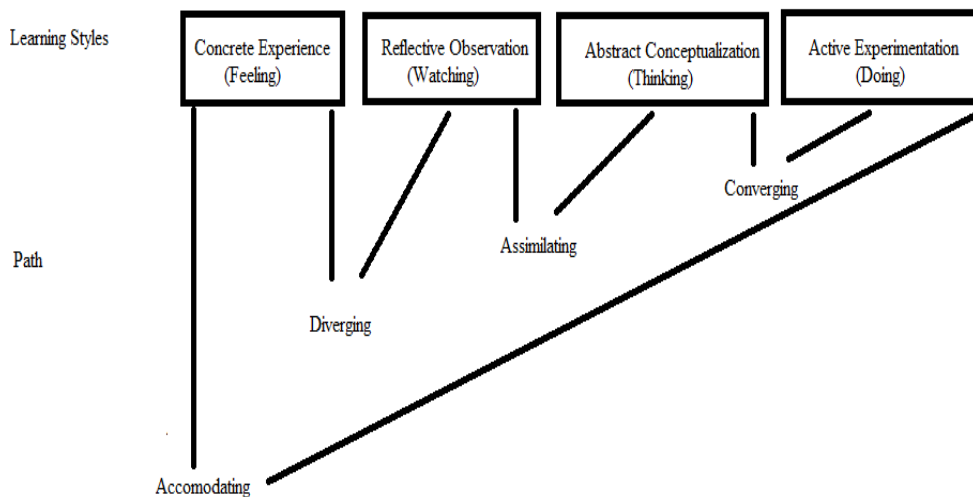 Learning Styles
Concrete Experience
(Feeling)
Reflective Observation
(Watching)
Abstract Conceptualization
(Thinking)
Active Experimentation
(Doing)
Converging
Assimilating
Path
Diverging
Accomodating